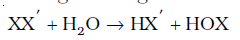 XX′ + H₂O → HX′ + HOX